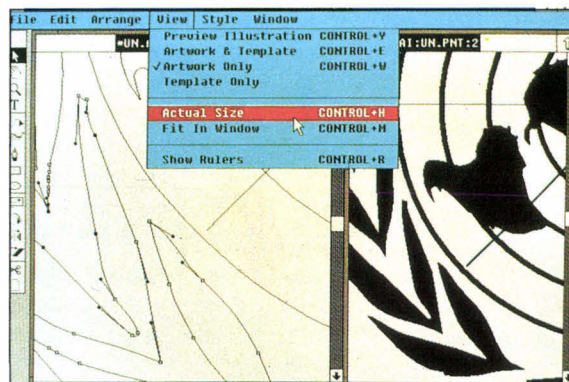 File Edit Arrange View Style Window
Preview Illustration CONTROL+Y
Artwork & Template CONTROL+E
✓Artwork Only CONTROL+W
Template Only
AI:UN.PNT:2
Actual Size CONTROL+H
Fit In Window CONTROL+M
Show Rulers CONTROL+R
T